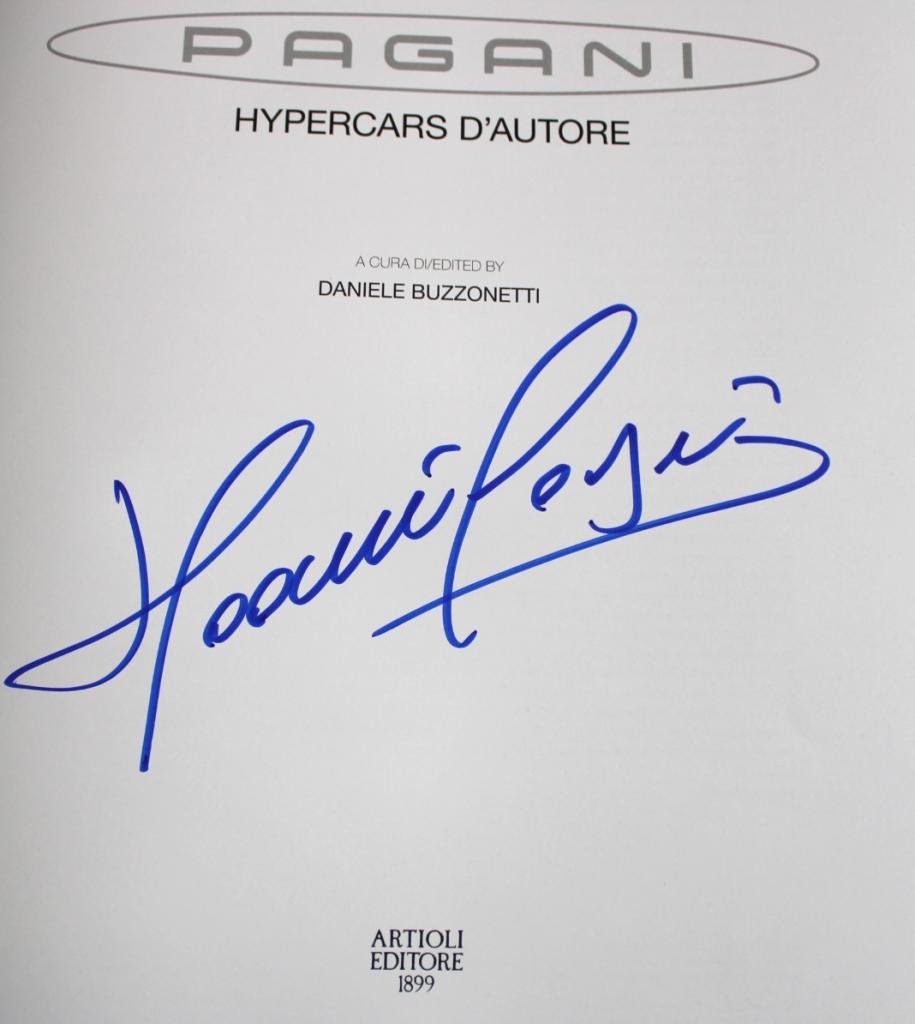 PAGANI
HYPERCARS D'AUTORE
A CURA DI/EDITED BY
DANIELE BUZZONETTI
ARTIOLI
EDITORE
1899